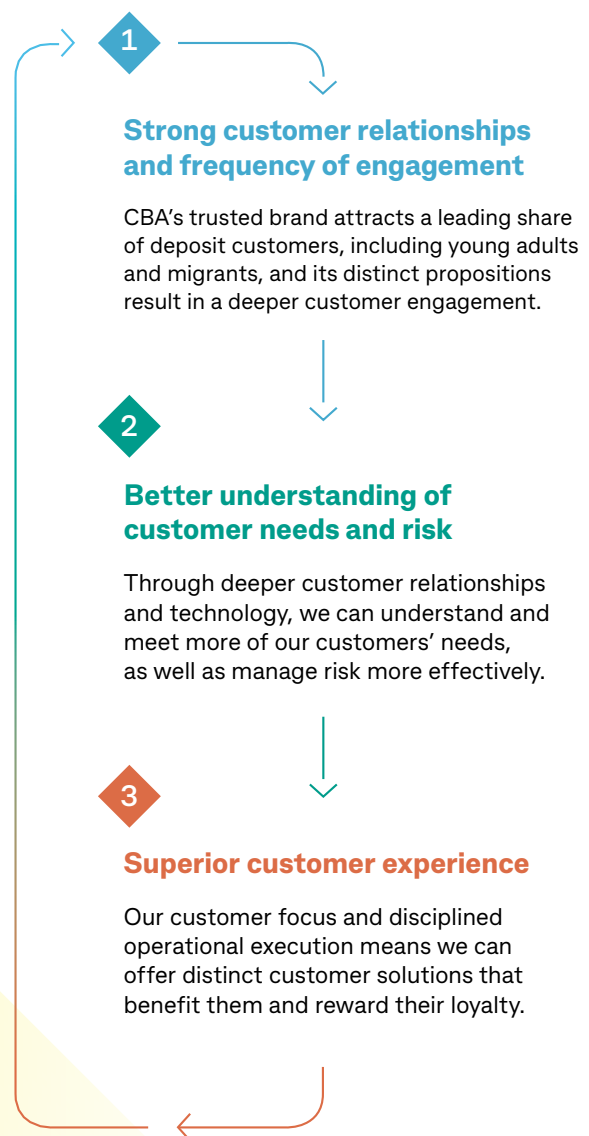 1
Strong customer relationships
and frequency of engagement
CBA’s trusted brand attracts a leading share
of deposit customers, including young adults
and migrants, and its distinct propositions
result in a deeper customer engagement.
2
Better understanding of
customer needs and risk
Through deeper customer relationships
and technology, we can understand and
meet more of our customers’ needs,
as well as manage risk more effectively.
3
Superior customer experience
Our customer focus and disciplined
operational execution means we can
offer distinct customer solutions that
benefit them and reward their loyalty.